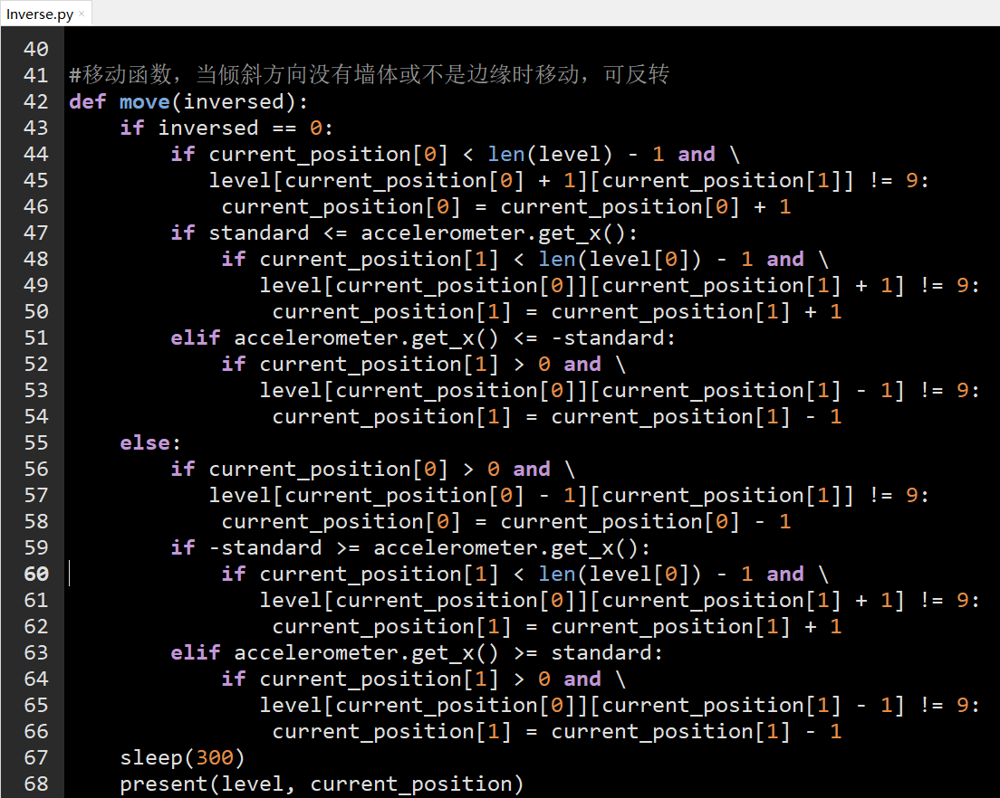 Inverse.py ×
40
41 #移动函数，当倾斜方向没有墙体或不是边缘时移动，可反转
42 def move(inversed):
43     if inversed == 0:
44         if current_position[0] < len(level) - 1 and \
45            level[current_position[0] + 1][current_position[1]] != 9:
46             current_position[0] = current_position[0] + 1
47         if standard <= accelerometer.get_x():
48             if current_position[1] < len(level[0]) - 1 and \
49                level[current_position[0]][current_position[1] + 1] != 9:
50                 current_position[1] = current_position[1] + 1
51         elif accelerometer.get_x() <= -standard:
52             if current_position[1] > 0 and \
53                level[current_position[0]][current_position[1] - 1] != 9:
54                 current_position[1] = current_position[1] - 1
55     else:
56         if current_position[0] > 0 and \
57            level[current_position[0] - 1][current_position[1]] != 9:
58             current_position[0] = current_position[0] - 1
59         if -standard >= accelerometer.get_x():
60             if current_position[1] < len(level[0]) - 1 and \
61                level[current_position[0]][current_position[1] + 1] != 9:
62                 current_position[1] = current_position[1] + 1
63         elif accelerometer.get_x() >= standard:
64             if current_position[1] > 0 and \
65                level[current_position[0]][current_position[1] - 1] != 9:
66                 current_position[1] = current_position[1] - 1
67     sleep(300)
68     present(level, current_position)